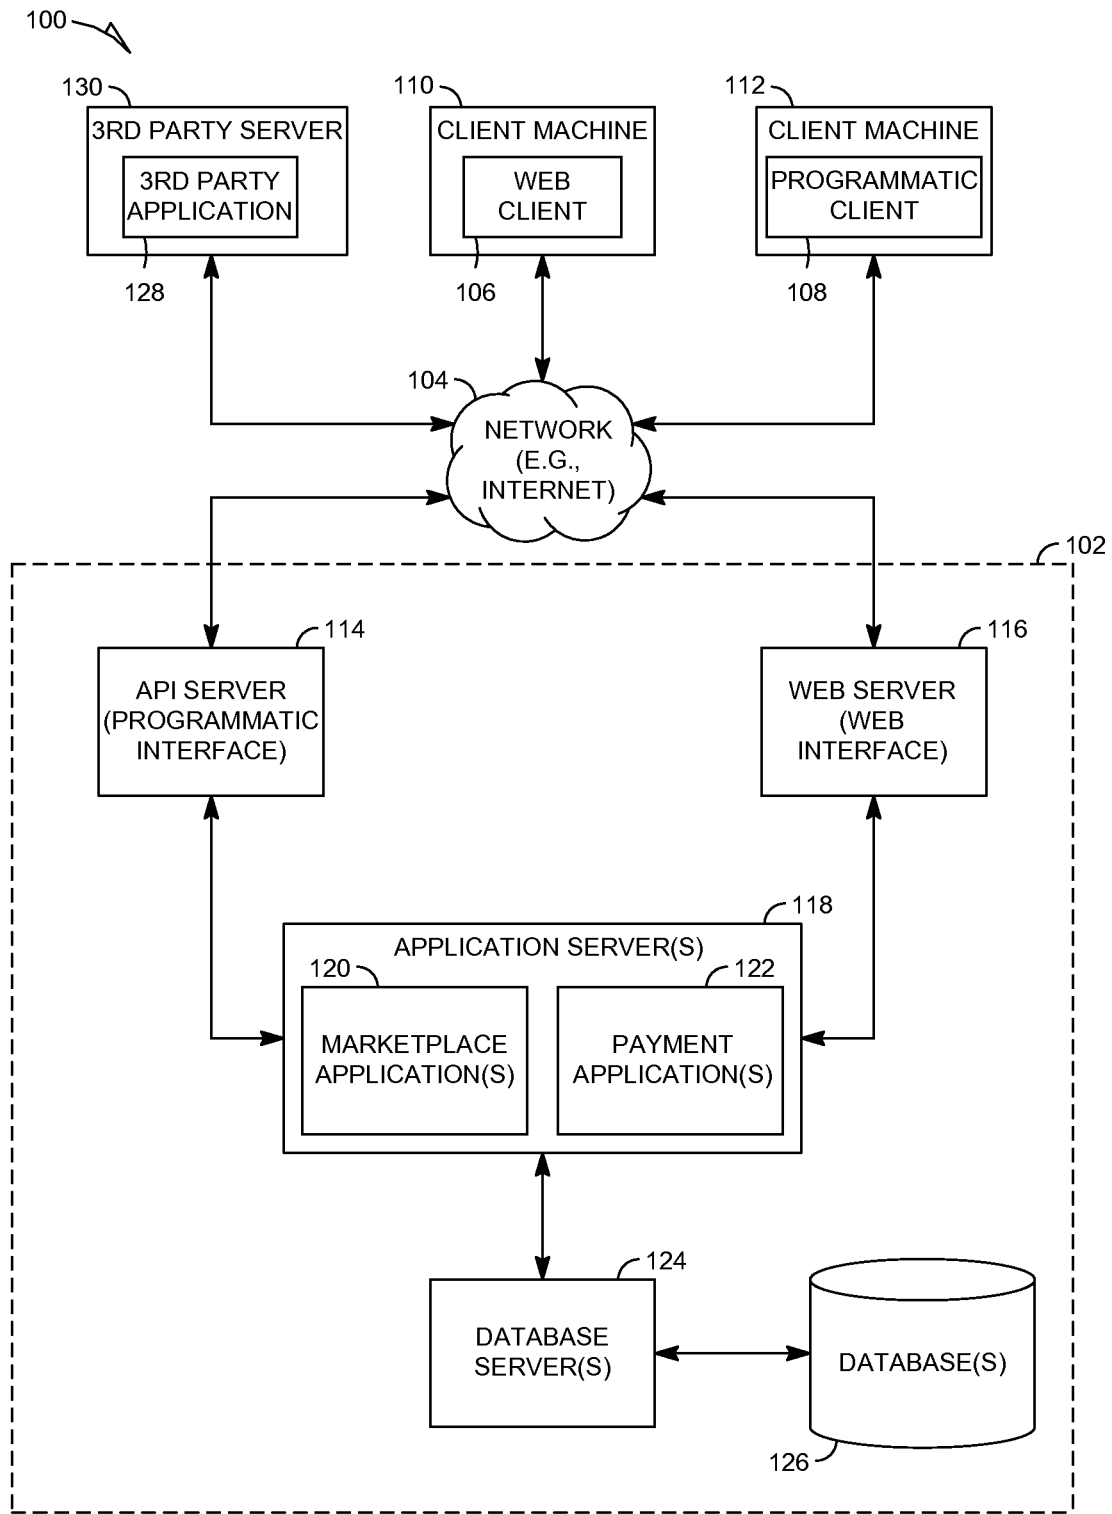 100
130
110
112
3RD PARTY SERVER
3RD PARTY
APPLICATION
128
CLIENT MACHINE
WEB
CLIENT
106
CLIENT MACHINE
PROGRAMMATIC
CLIENT
108
104
NETWORK
(E.G.,
INTERNET)
102
114
API SERVER
(PROGRAMMATIC
INTERFACE)
116
WEB SERVER
(WEB
INTERFACE)
118
APPLICATION SERVER(S)
120
MARKETPLACE
APPLICATION(S)
122
PAYMENT
APPLICATION(S)
124
DATABASE
SERVER(S)
DATABASE(S)
126